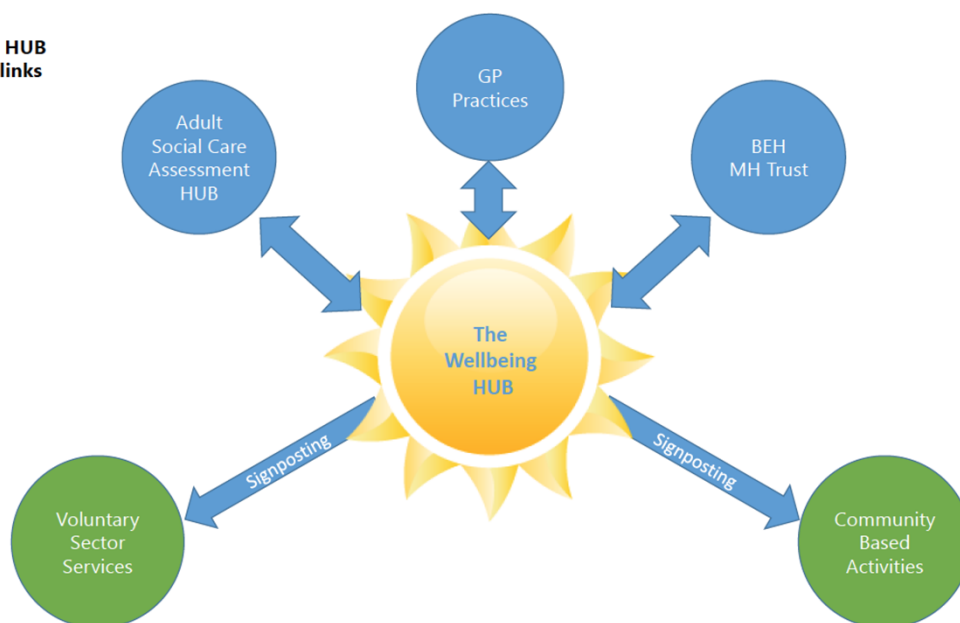 HUB
links
GP
Practices
Adult
Social Care
Assessment
HUB
BEH
MH Trust
The
Wellbeing
HUB
Signposting
Signposting
Voluntary
Sector
Services
Community
Based
Activities